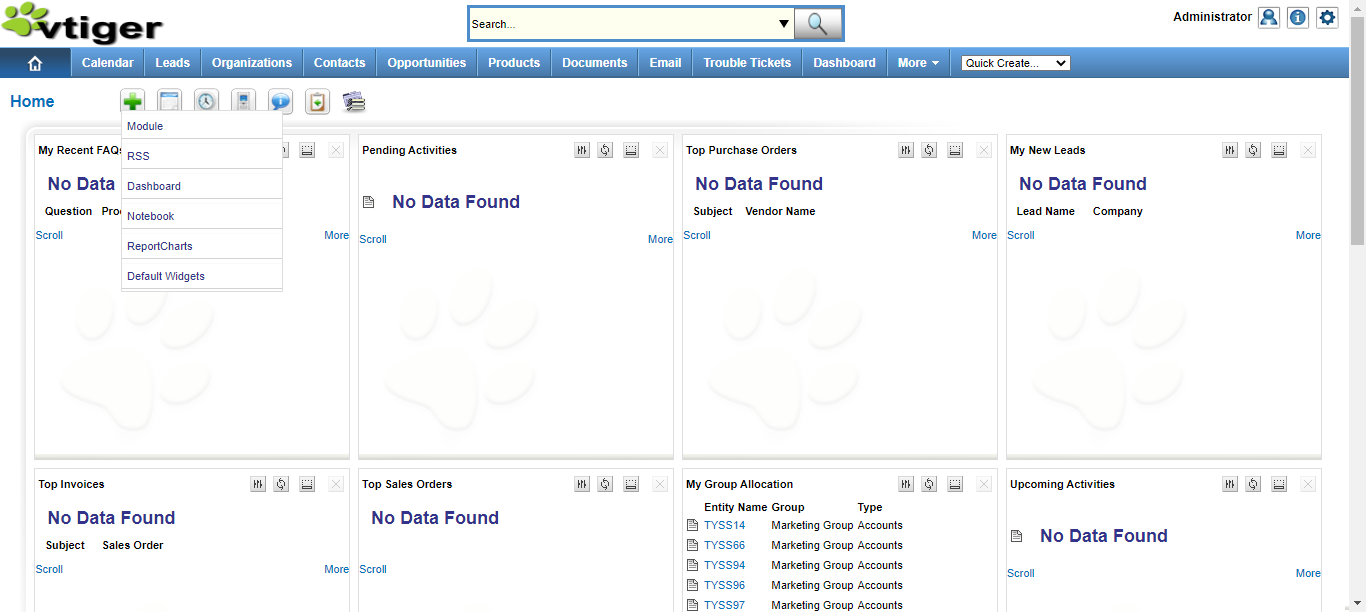 vtiger
Search...
Administrator
Calendar Leads Organizations Contacts Opportunities Products Documents Email Trouble Tickets Dashboard More Quick Create...
Home
Module
RSS
Dashboard
Notebook
ReportCharts
Default Widgets
My Recent FAQs
No Data
Question
Scroll More
Pending Activities
No Data Found
Scroll More
Top Purchase Orders
No Data Found
Subject Vendor Name
Scroll More
My New Leads
No Data Found
Lead Name Company
Scroll More
Top Invoices
No Data Found
Subject Sales Order
Scroll More
Top Sales Orders
No Data Found
Scroll
My Group Allocation
Entity Name Group Type
TYSS14 Marketing Group Accounts
TYSS66 Marketing Group Accounts
TYSS94 Marketing Group Accounts
TYSS96 Marketing Group Accounts
TYSS97 Marketing Group Accounts
Upcoming Activities
No Data Found
Scroll More